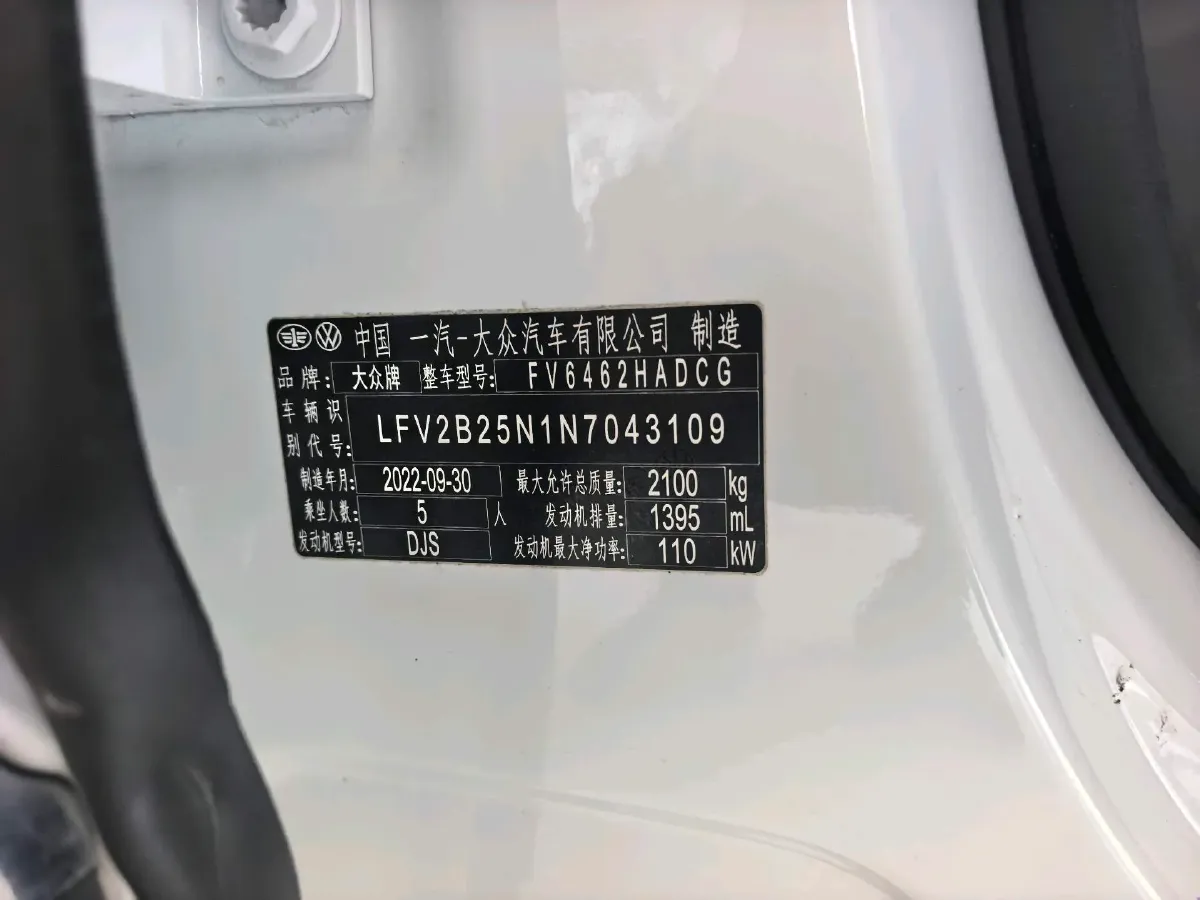 中国 一汽-大众汽车有限公司 制造
品牌: 大众牌 整车型号: FV6462HADCG
车辆识别代号: LFV2B25N1N7043109
制造年月: 2022-09-30 最大允许总质量: 2100 kg
乘坐人数: 5 人 发动机排量: 1395 mL
发动机型号: DJS 发动机最大净功率: 110 kW